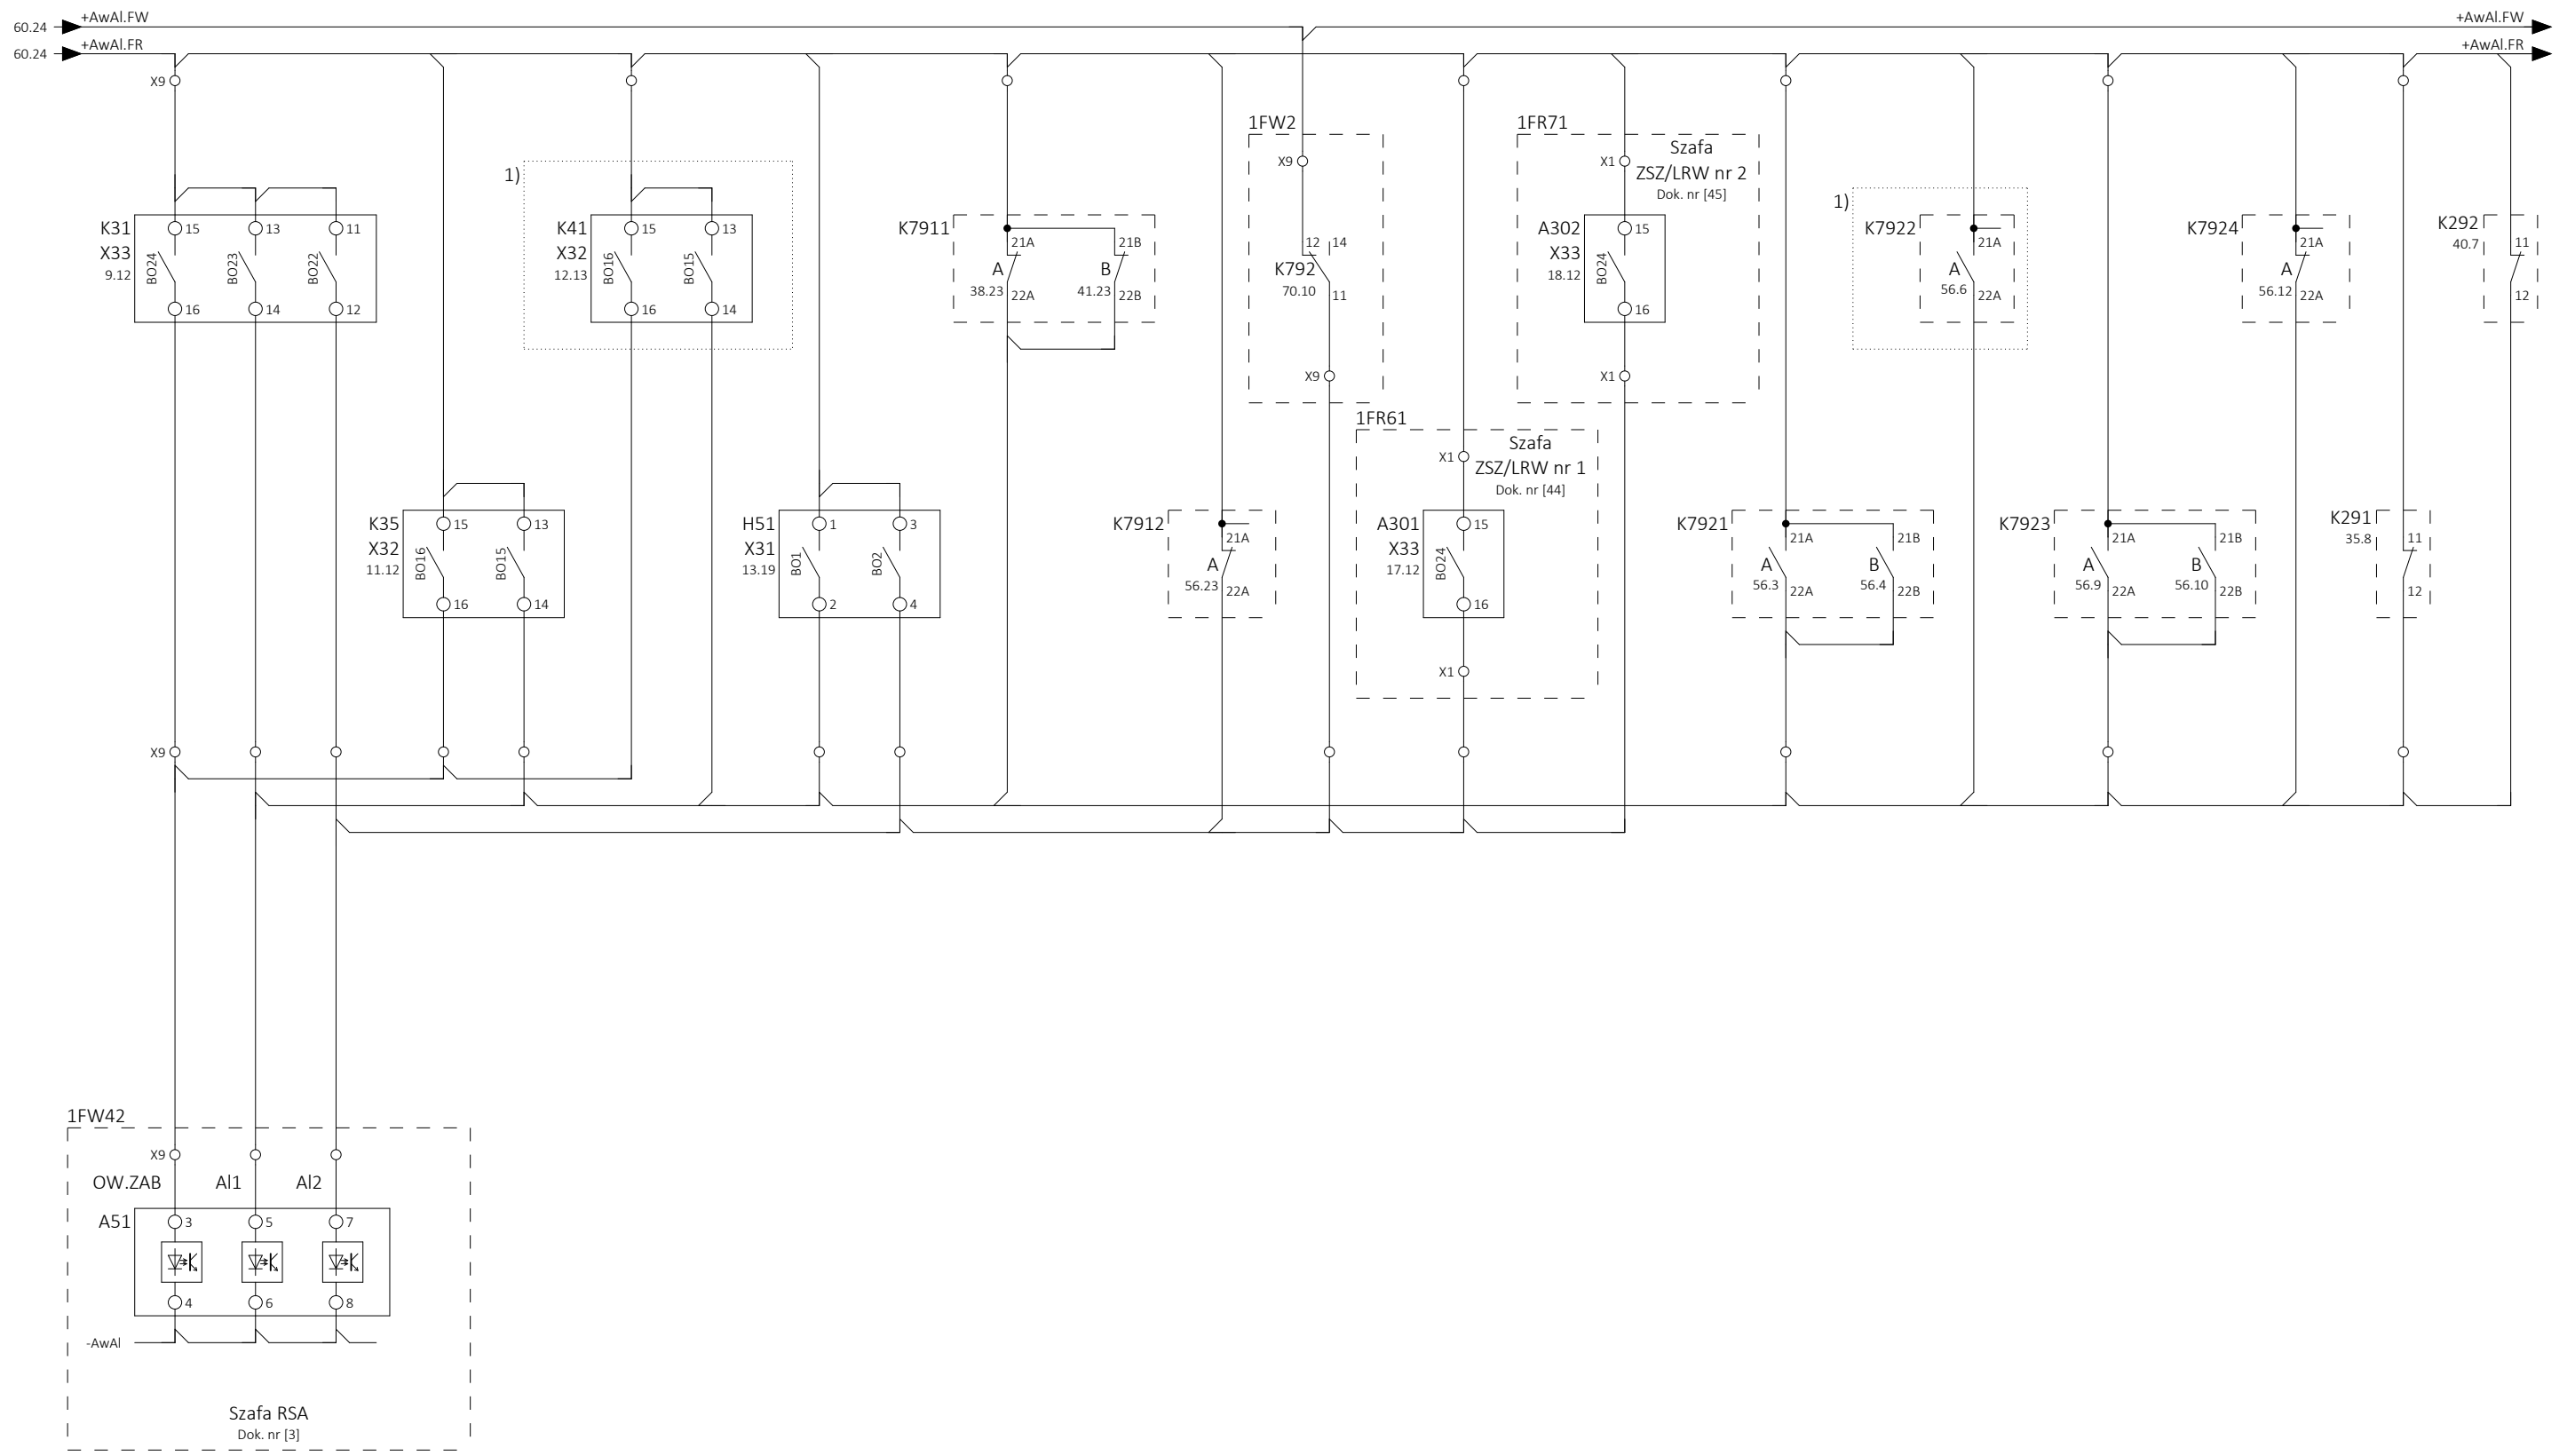 60.24 +AwAl.FW +AwAl.FW
60.24 +AwAl.FR +AwAl.FR
X9
1FW2
X9
1FR71
Szafa
ZSZ/LRW nr 2
Dok. nr [45]
X1
1)
1)
K31
X33
9.12
BO24
BO23
BO22
15 13 11
16 14 12
K41
X32
12.13
BO16
BO15
15 13
16 14
K7911
21A 21B
A B
38.23 41.23
22A 22B
12 14
K792
70.10
11
X9
A302
X33
18.12
BO24
15
16
X1
K7922
21A
A
56.6
22A
K7924
21A
A
56.12
22A
K292
40.7
11
12
1FR61
Szafa
ZSZ/LRW nr 1
Dok. nr [44]
X1
K35
X32
11.12
BO16
BO15
15 13
16 14
H51
X31
13.19
BO1
BO2
1 3
2 4
K7912
21A
A
56.23
22A
A301
X33
17.12
BO24
15
16
X1
K7921
21A 21B
A B
56.3 56.4
22A 22B
K7923
21A 21B
A B
56.9 56.10
22A 22B
K291
35.8
11
12
X9
1FW42
X9
OW.ZAB Al1 Al2
A51
3 5 7
4 6 8
-AwAl
Szafa RSA
Dok. nr [3]